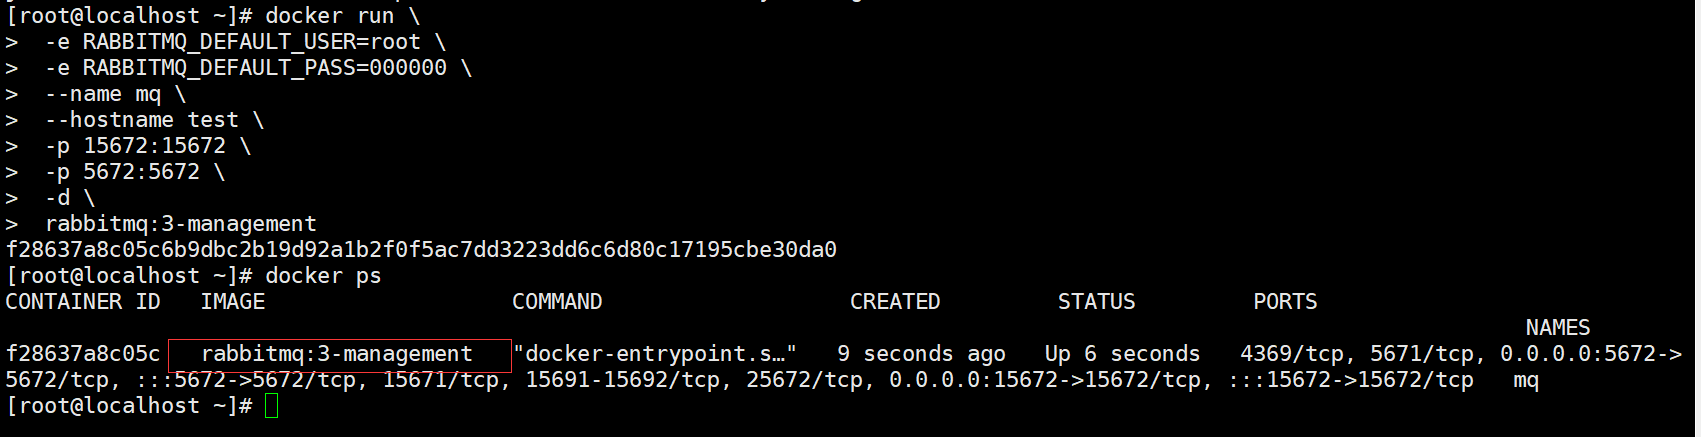 [root@localhost ~]# docker run \
>  -e RABBITMQ_DEFAULT_USER=root \
>  -e RABBITMQ_DEFAULT_PASS=000000 \
>  --name mq \
>  --hostname test \
>  -p 15672:15672 \
>  -p 5672:5672 \
>  -d \
>  rabbitmq:3-management
f28637a8c05c6b9dbc2b19d92a1b2f0f5ac7dd3223dd6c6d80c17195cbe30da0
[root@localhost ~]# docker ps
CONTAINER ID   IMAGE                   COMMAND                   CREATED         STATUS         PORTS
NAMES
f28637a8c05c   rabbitmq:3-management   "docker-entrypoint.s…"   9 seconds ago   Up 6 seconds   4369/tcp, 5671/tcp, 0.0.0.0:5672->
5672/tcp, :::5672->5672/tcp, 15671/tcp, 15691-15692/tcp, 25672/tcp, 0.0.0.0:15672->15672/tcp, :::15672->15672/tcp   mq
[root@localhost ~]#